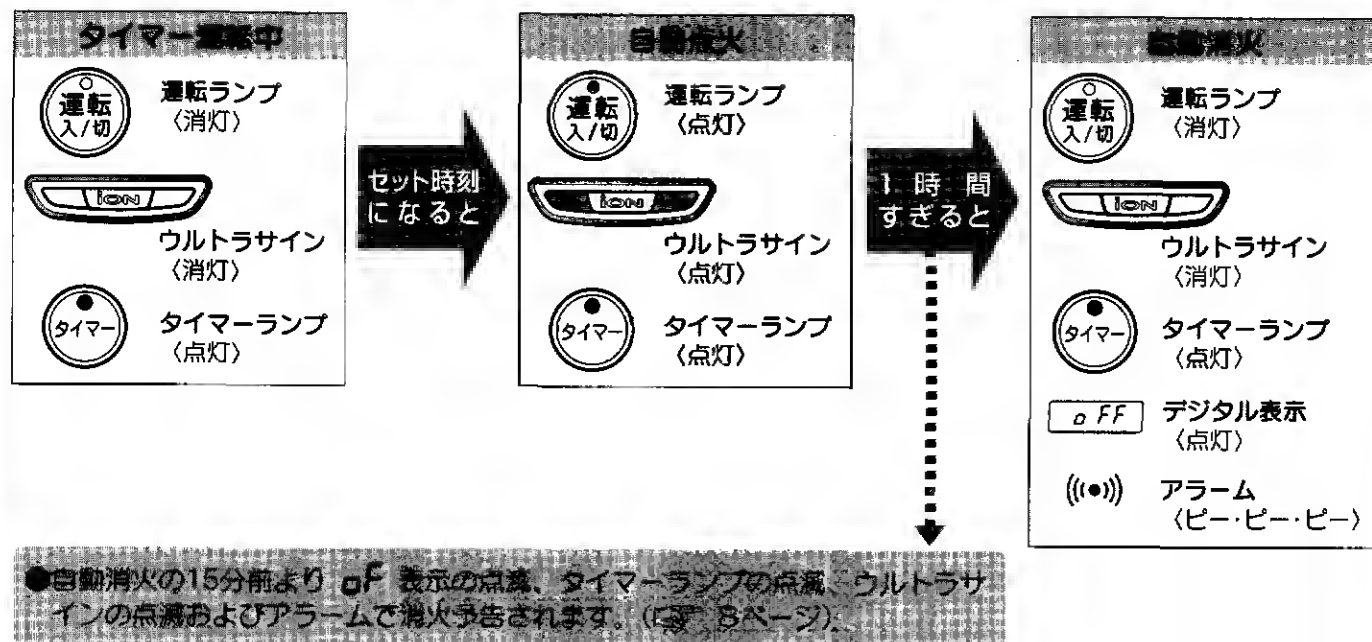 タイマー運転中
運転
入/切
運転ランプ
〈消灯〉
iON
ウルトラサイン
〈消灯〉
タイマー
タイマーランプ
〈点灯〉
セット時刻
になると
自動点火
運転
入/切
運転ランプ
〈点灯〉
iON
ウルトラサイン
〈点灯〉
タイマー
タイマーランプ
〈点灯〉
1時間
すぎると
自動消火
運転
入/切
運転ランプ
〈消灯〉
iON
ウルトラサイン
〈消灯〉
タイマー
タイマーランプ
〈点灯〉
oFF
デジタル表示
〈点灯〉
アラーム
〈ピー・ピー・ピー〉
●自動消火の15分前より oF 表示の点滅、タイマーランプの点滅、ウルトラサ
インの点滅およびアラームで消火予告されます。(☞ 8ページ)